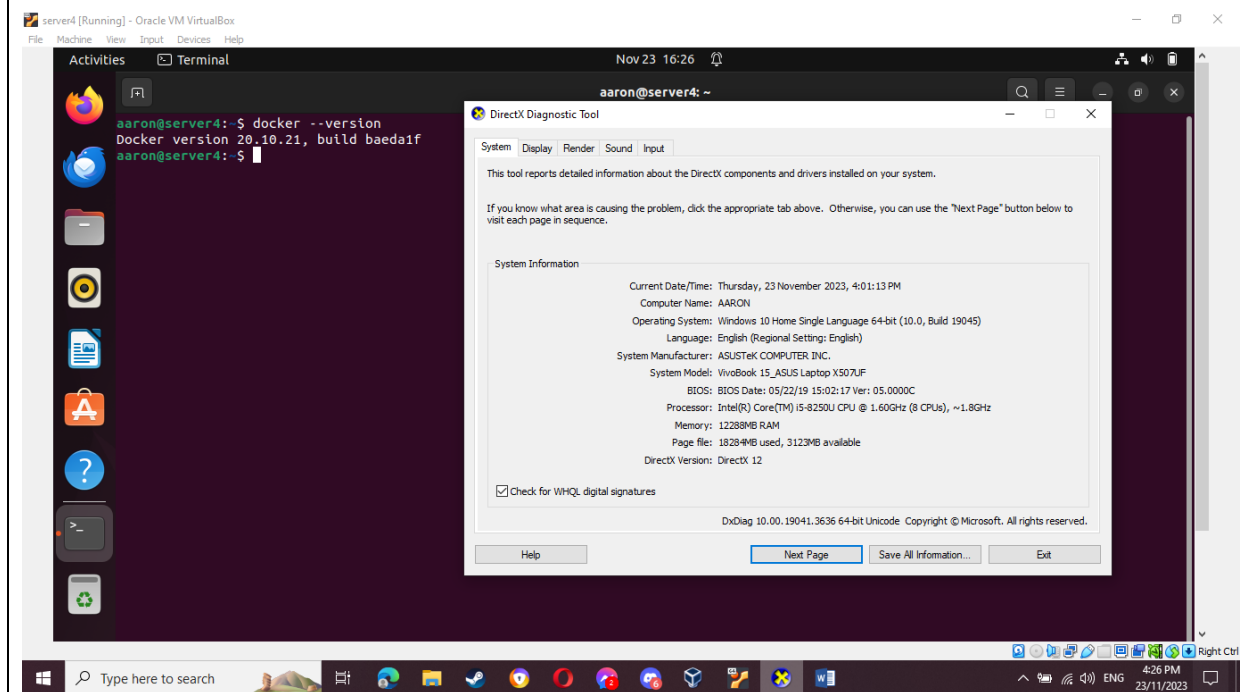 server4 [Running] - Oracle VM VirtualBox
File Machine View Input Devices Help
Activities Terminal Nov 23 16:26
aaron@server4: ~
aaron@server4:~$ docker --version
Docker version 20.10.21, build baeda1f
aaron@server4:~$
DirectX Diagnostic Tool
System Display Render Sound Input
This tool reports detailed information about the DirectX components and drivers installed on your system.
If you know what area is causing the problem, click the appropriate tab above. Otherwise, you can use the "Next Page" button below to
visit each page in sequence.
System Information
Current Date/Time: Thursday, 23 November 2023, 4:01:13 PM
Computer Name: AARON
Operating System: Windows 10 Home Single Language 64-bit (10.0, Build 19045)
Language: English (Regional Setting: English)
System Manufacturer: ASUSTeK COMPUTER INC.
System Model: VivoBook 15_ASUS Laptop X507UF
BIOS: BIOS Date: 05/22/19 15:02:17 Ver: 05.0000C
Processor: Intel(R) Core(TM) i5-8250U CPU @ 1.60GHz (8 CPUs), ~1.8GHz
Memory: 12288MB RAM
Page file: 18284MB used, 3123MB available
DirectX Version: DirectX 12
Check for WHQL digital signatures
DxDiag 10.00.19041.3636 64-bit Unicode Copyright © Microsoft. All rights reserved.
Help Next Page Save All Information... Exit
Right Ctrl
Type here to search ENG 4:26 PM
23/11/2023